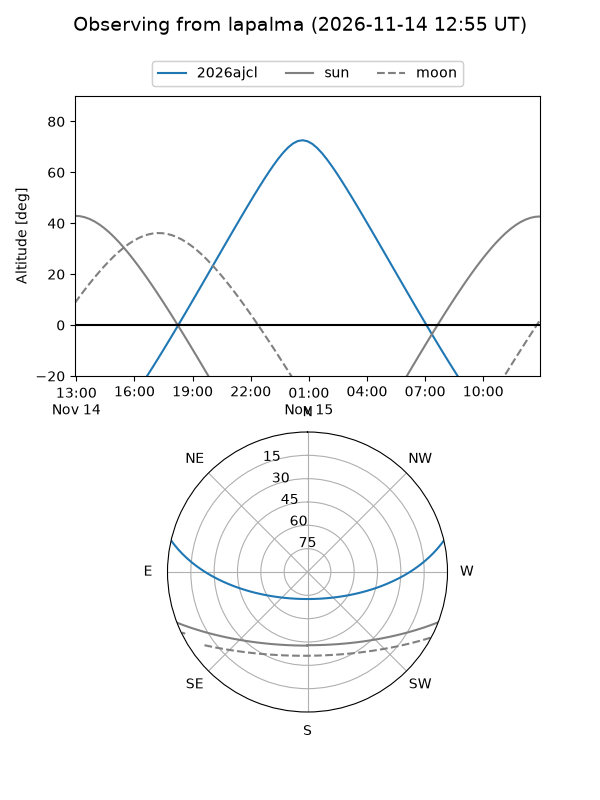 Observing from lapalma (2026-11-14 12:55 UT)
2026ajcl
sun
moon
Altitude [deg]
80
60
40
20
0
−20
13:00 16:00 19:00 22:00 01:00 04:00 07:00 10:00
Nov 14 Nov 15
N
NE NW
15
30
45
60
75
E W
SE SW
S